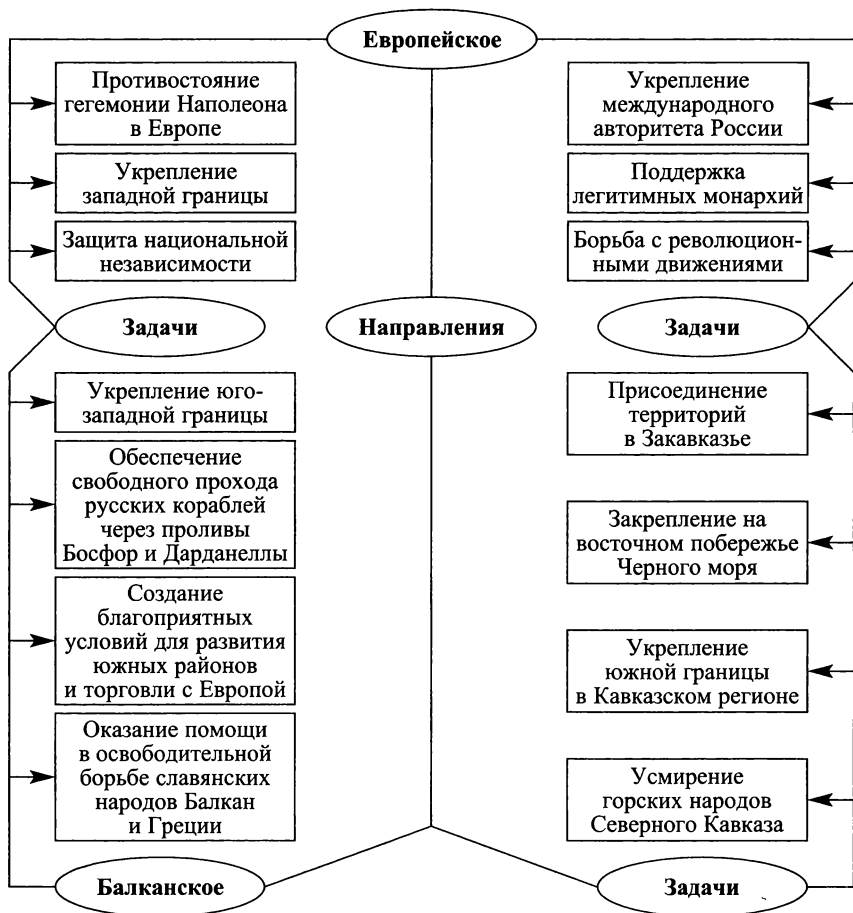 Европейское
Противостояние
гегемонии Наполеона
в Европе
Укрепление
западной границы
Защита национальной
независимости
Укрепление
международного
авторитета России
Поддержка
легитимных монархий
Борьба с революцион-
ными движениями
Задачи
Направления
Задачи
Укрепление юго-
западной границы
Обеспечение
свободного прохода
русских кораблей
через проливы
Босфор и Дарданеллы
Создание
благоприятных
условий для развития
южных районов
и торговли с Европой
Оказание помощи
в освободительной
борьбе славянских
народов Балкан
и Греции
Присоединение
территорий
в Закавказье
Закрепление на
восточном побережье
Черного моря
Укрепление
южной границы
в Кавказском регионе
Усмирение
горских народов
Северного Кавказа
Балканское
Задачи